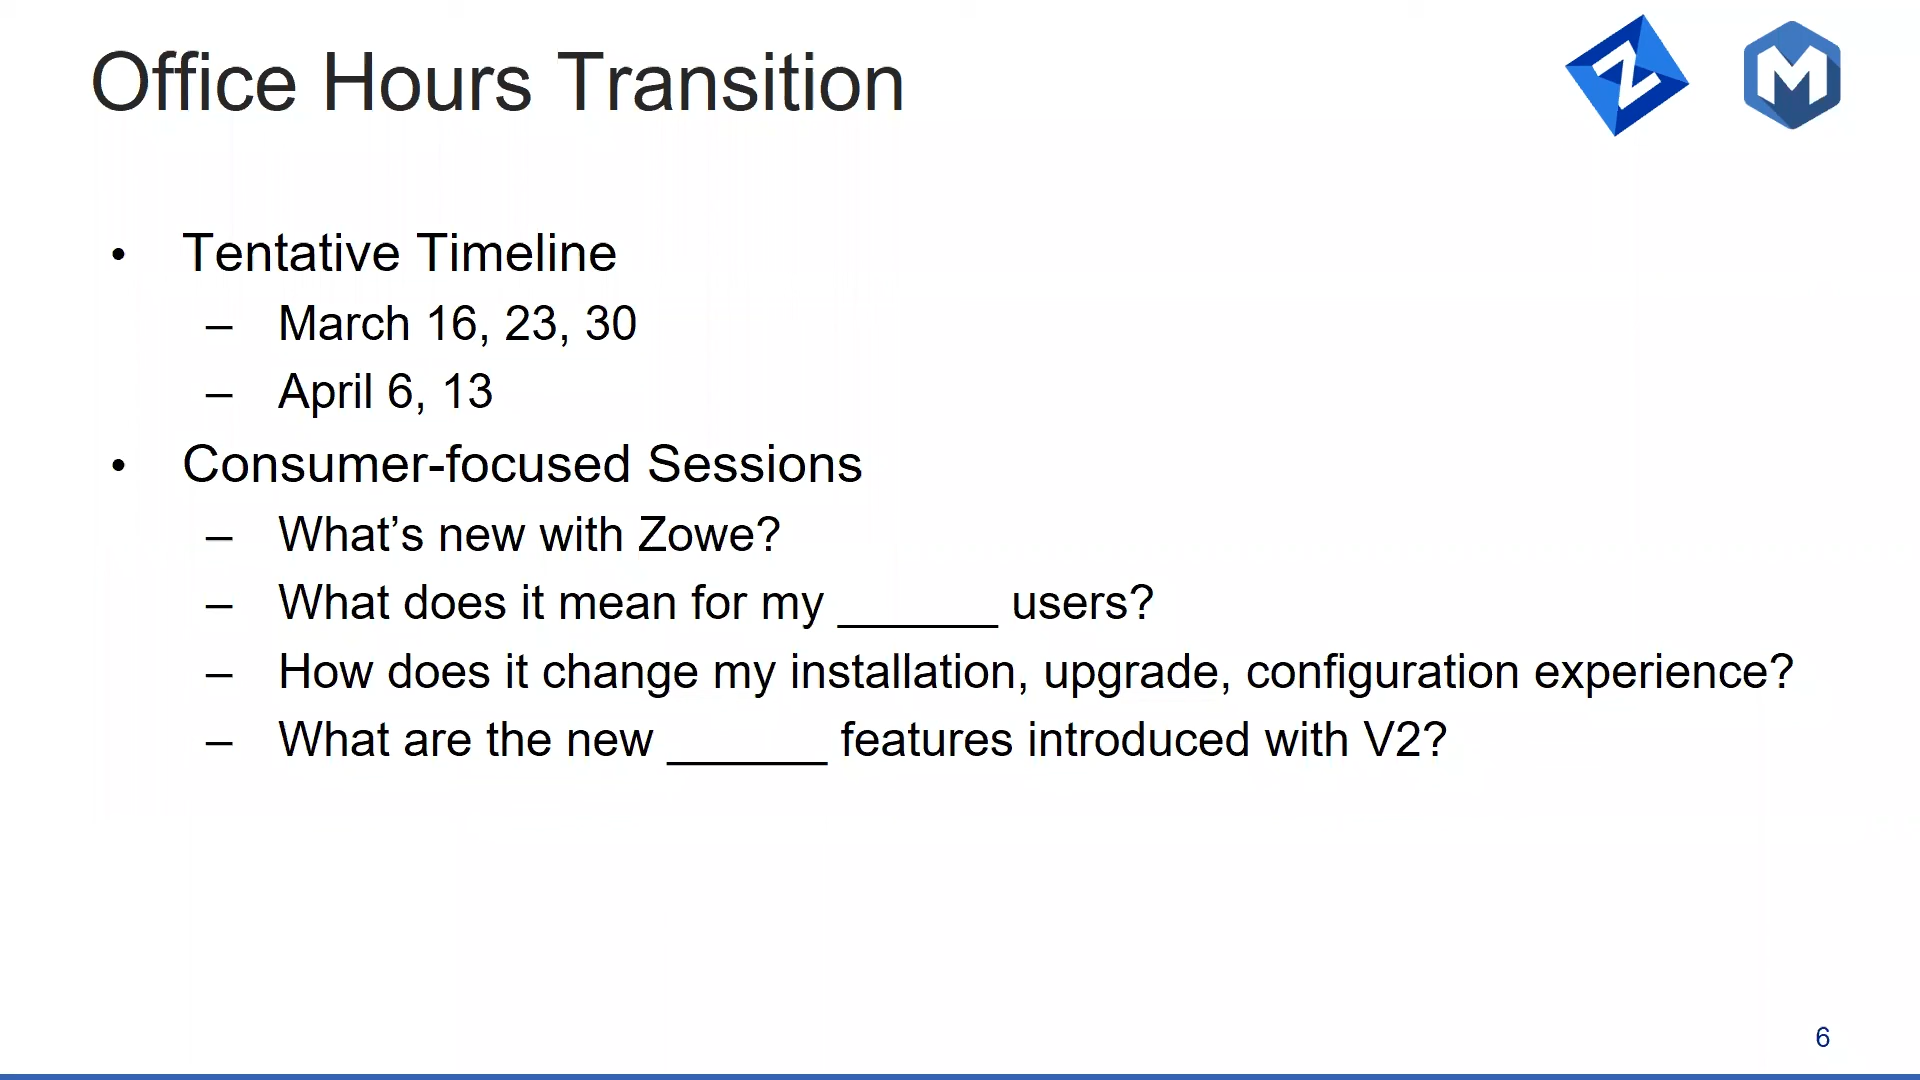 Office Hours Transition
Z
M
• Tentative Timeline
– March 16, 23, 30
– April 6, 13
• Consumer-focused Sessions
– What’s new with Zowe?
– What does it mean for my ______ users?
– How does it change my installation, upgrade, configuration experience?
– What are the new ______ features introduced with V2?
6